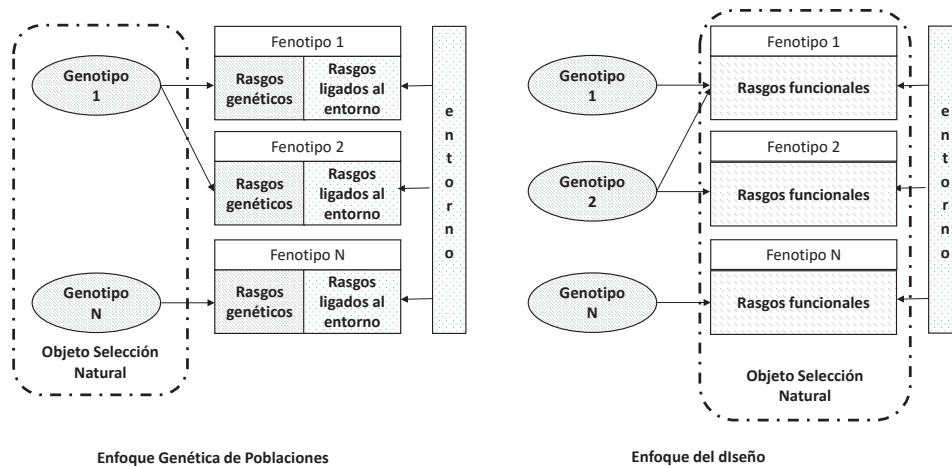 Genotipo
1
Genotipo
N
Objeto Selección
Natural
Fenotipo 1
Rasgos
genéticos
Rasgos
ligados al
entorno
Fenotipo 2
Rasgos
genéticos
Rasgos
ligados al
entorno
Fenotipo N
Rasgos
genéticos
Rasgos
ligados al
entorno
e
n
t
o
r
n
o
Enfoque Genética de Poblaciones
Genotipo
1
Genotipo
2
Genotipo
N
Fenotipo 1
Rasgos funcionales
Fenotipo 2
Rasgos funcionales
Fenotipo N
Rasgos funcionales
Objeto Selección
Natural
e
n
t
o
r
n
o
Enfoque del dIseño